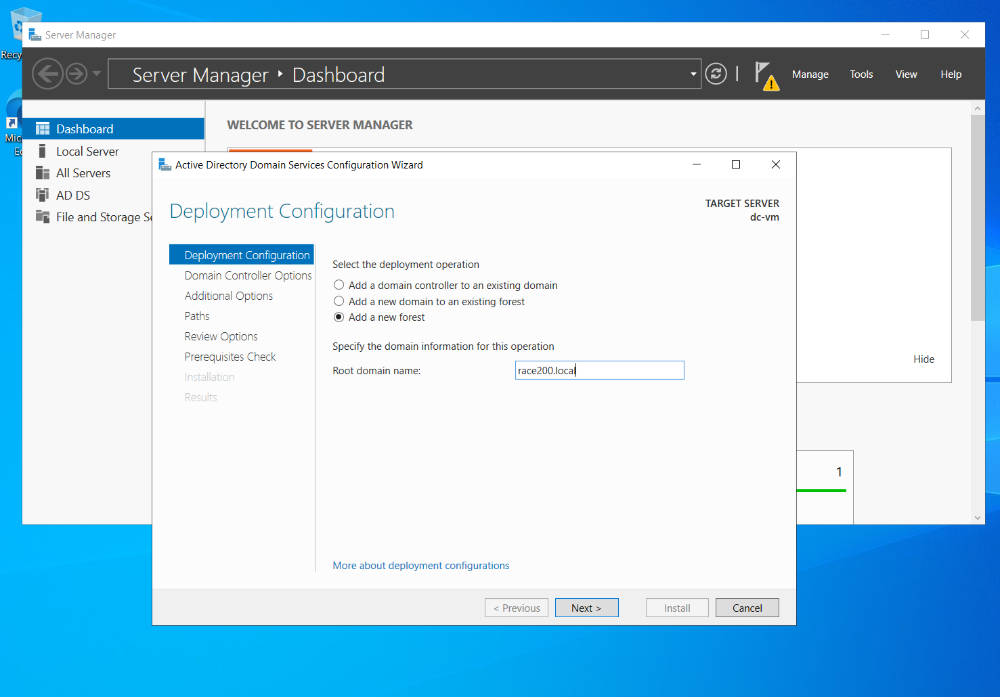 Recy
Mic
Ec
Server Manager
Server Manager
Dashboard
Manage
Tools
View
Help
Dashboard
Local Server
All Servers
AD DS
File and Storage Se
WELCOME TO SERVER MANAGER
Hide
1
Active Directory Domain Services Configuration Wizard
Deployment Configuration
TARGET SERVER
dc-vm
Deployment Configuration
Domain Controller Options
Additional Options
Paths
Review Options
Prerequisites Check
Installation
Results
Select the deployment operation
Add a domain controller to an existing domain
Add a new domain to an existing forest
Add a new forest
Specify the domain information for this operation
Root domain name:
race200.local
More about deployment configurations
< Previous
Next >
Install
Cancel